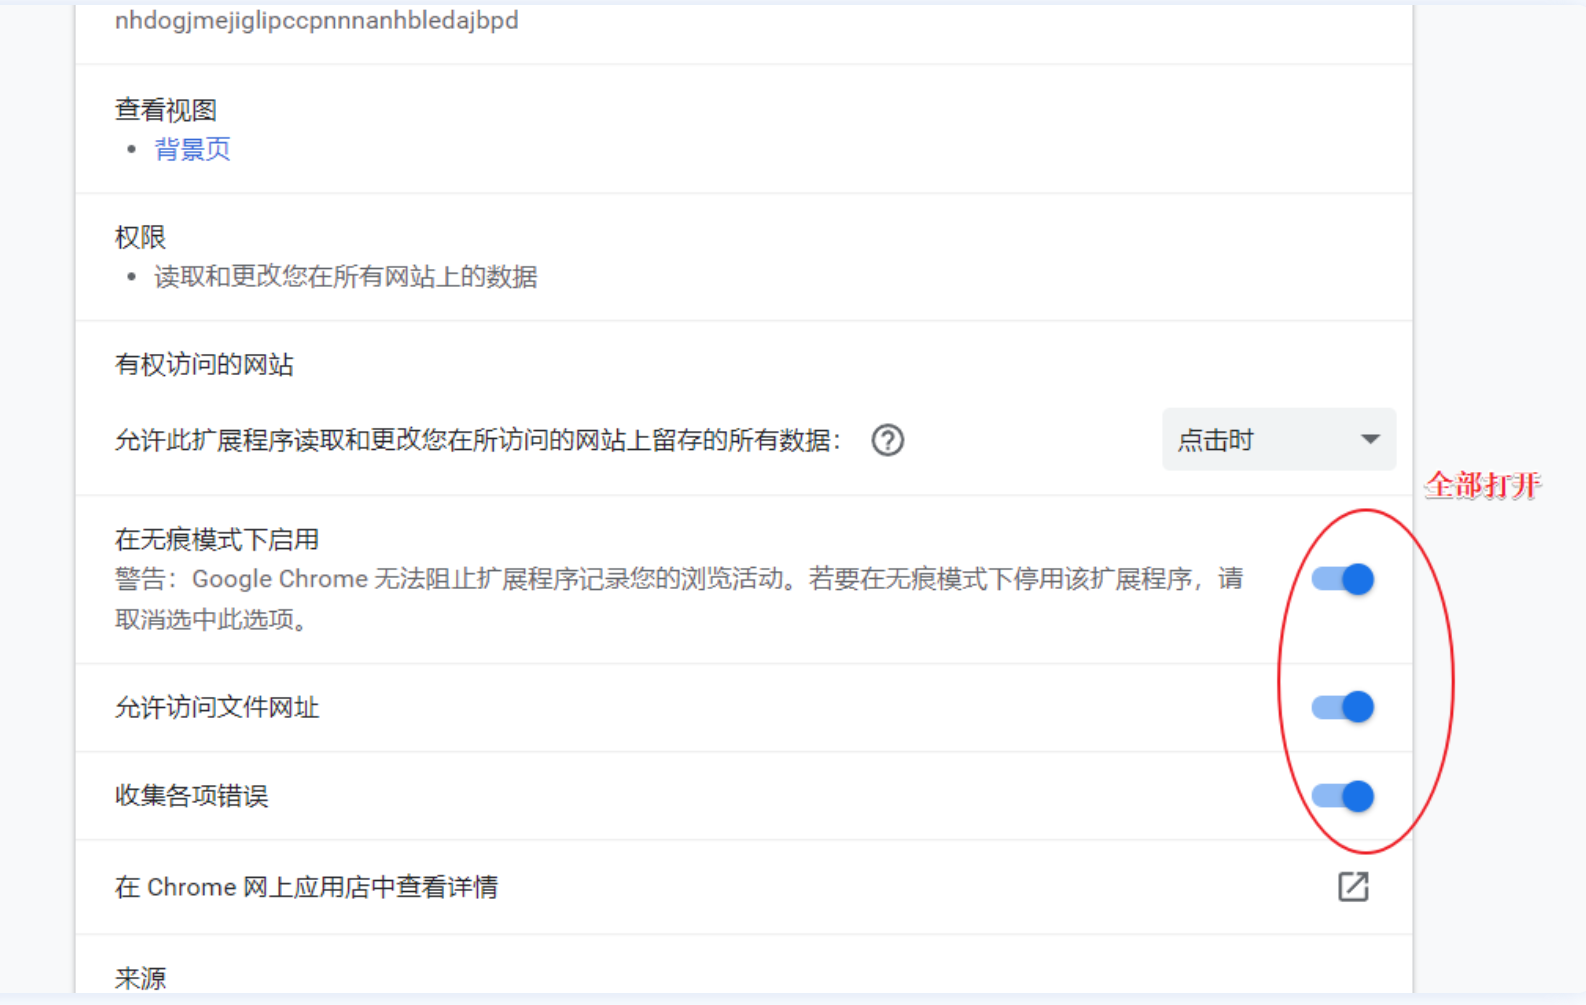 nhdogjmejiglipccpnnnanhbledajbpd
查看视图
• 背景页
权限
• 读取和更改您在所有网站上的数据
有权访问的网站
允许此扩展程序读取和更改您在所访问的网站上留存的所有数据：
点击时
全部打开
在无痕模式下启用
警告：Google Chrome 无法阻止扩展程序记录您的浏览活动。若要在无痕模式下停用该扩展程序，请
取消选中此选项。
允许访问文件网址
收集各项错误
在 Chrome 网上应用店中查看详情
来源